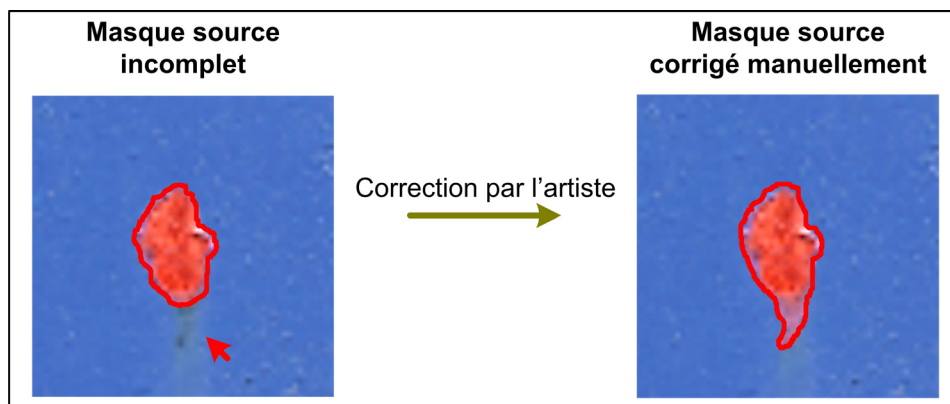 Masque source
incomplet
Correction par l'artiste
Masque source
corrigé manuellement